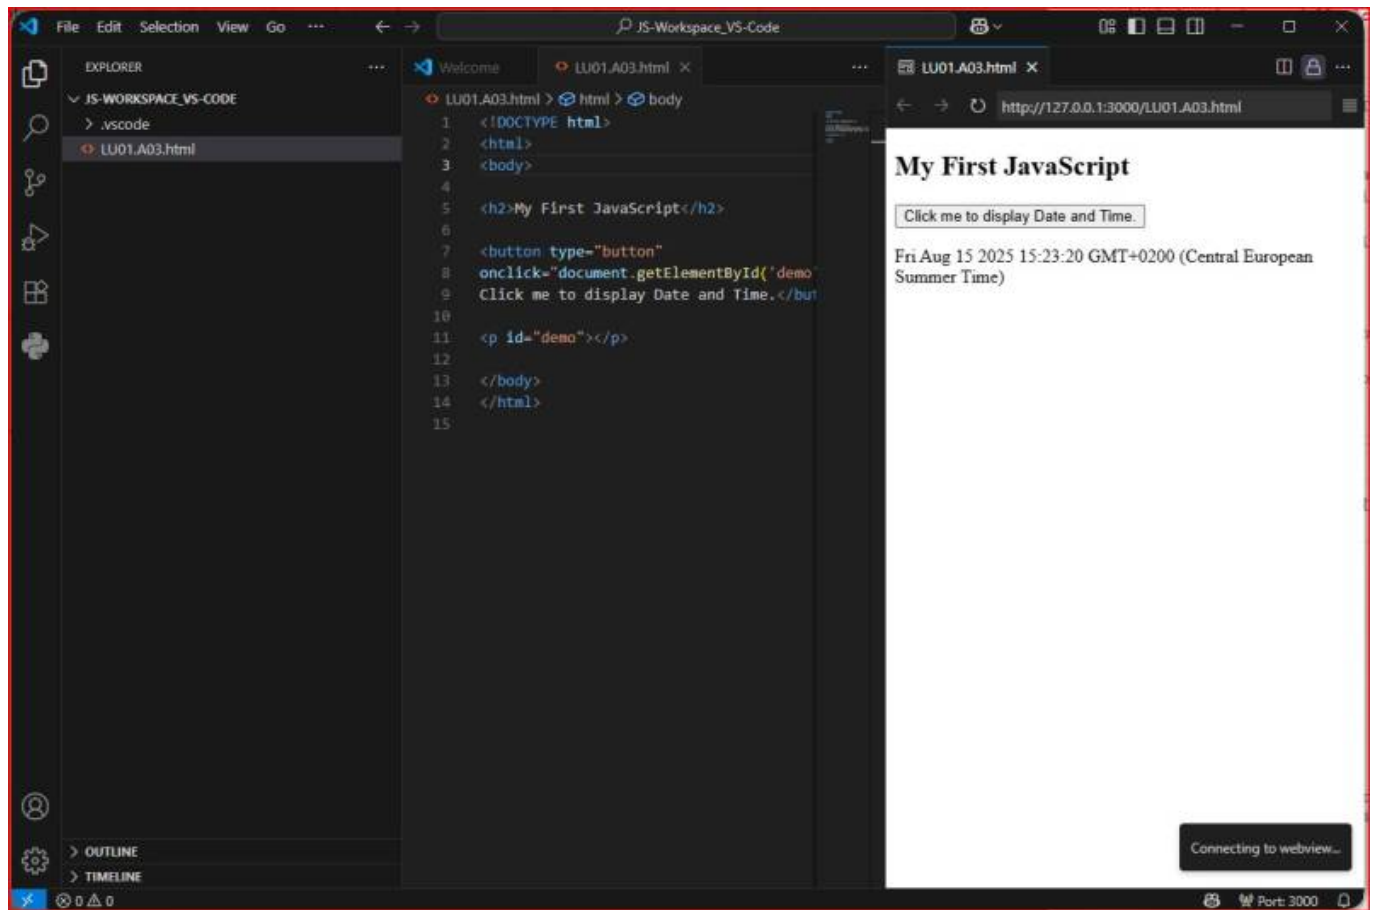 File Edit Selection View Go ... JS-Workspace_VS-Code
EXPLORER ...
JS-WORKSPACE_VS-CODE
.vscode
LU01.A03.html
OUTLINE
TIMELINE
Welcome LU01.A03.html ...
LU01.A03.html > html > body
1 <!DOCTYPE html>
2 <html>
3 <body>
4
5 <h2>My First JavaScript</h2>
6
7 <button type="button"
8 onclick="document.getElementById('demo'
9 Click me to display Date and Time.</but
10
11 <p id="demo"></p>
12
13 </body>
14 </html>
15
LU01.A03.html ...
http://127.0.0.1:3000/LU01.A03.html
My First JavaScript
Click me to display Date and Time.
Fri Aug 15 2025 15:23:20 GMT+0200 (Central European
Summer Time)
Connecting to webview...
0 0 Port: 3000